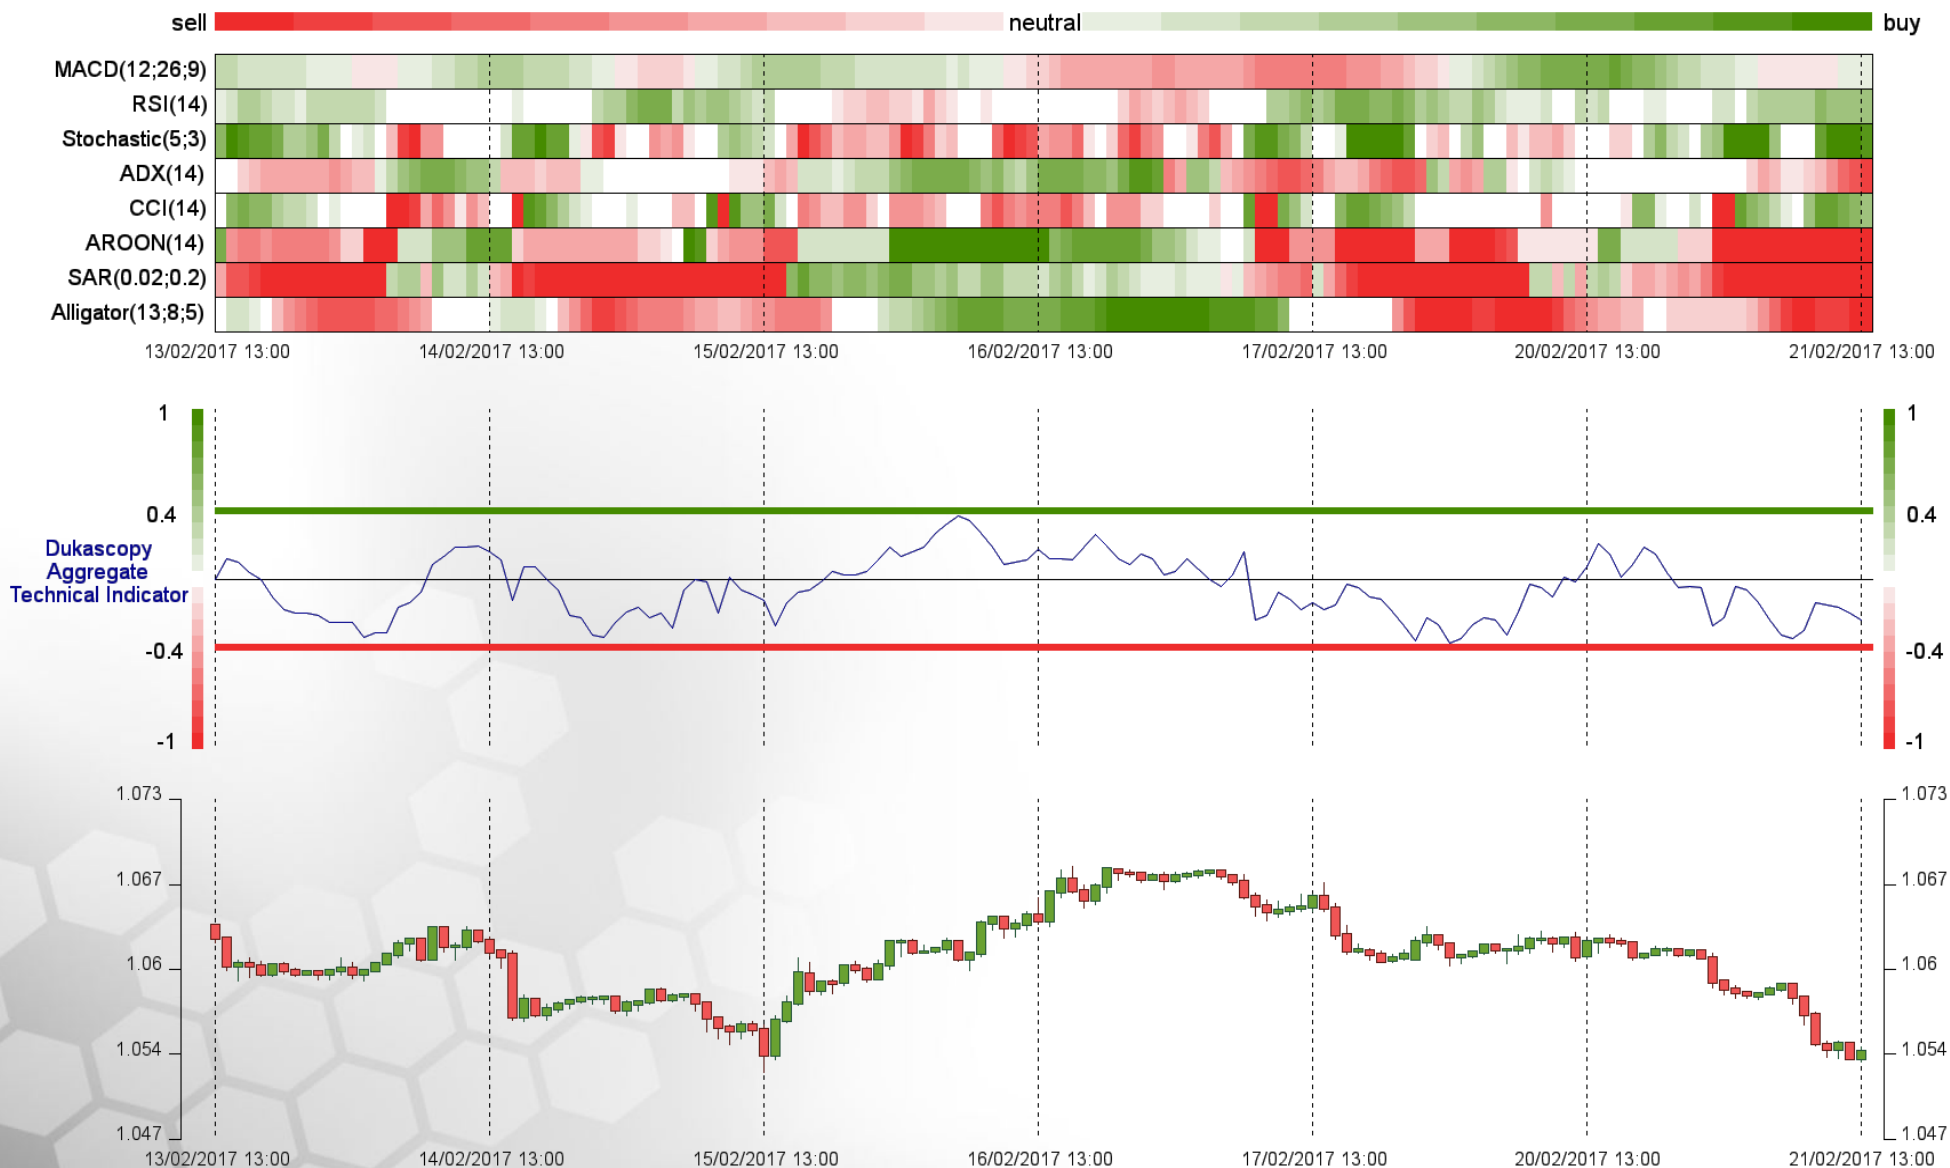 sell neutral buy
MACD(12;26;9)
RSI(14)
Stochastic(5;3)
ADX(14)
CCI(14)
AROON(14)
SAR(0.02;0.2)
Alligator(13;8;5)
13/02/2017 13:00 14/02/2017 13:00 15/02/2017 13:00 16/02/2017 13:00 17/02/2017 13:00 20/02/2017 13:00 21/02/2017 13:00
1 1
0.4 0.4
Dukascopy
Aggregate
Technical Indicator
-0.4 -0.4
-1 -1
1.073 1.073
1.067 1.067
1.06 1.06
1.054 1.054
1.047 1.047
13/02/2017 13:00 14/02/2017 13:00 15/02/2017 13:00 16/02/2017 13:00 17/02/2017 13:00 20/02/2017 13:00 21/02/2017 13:00